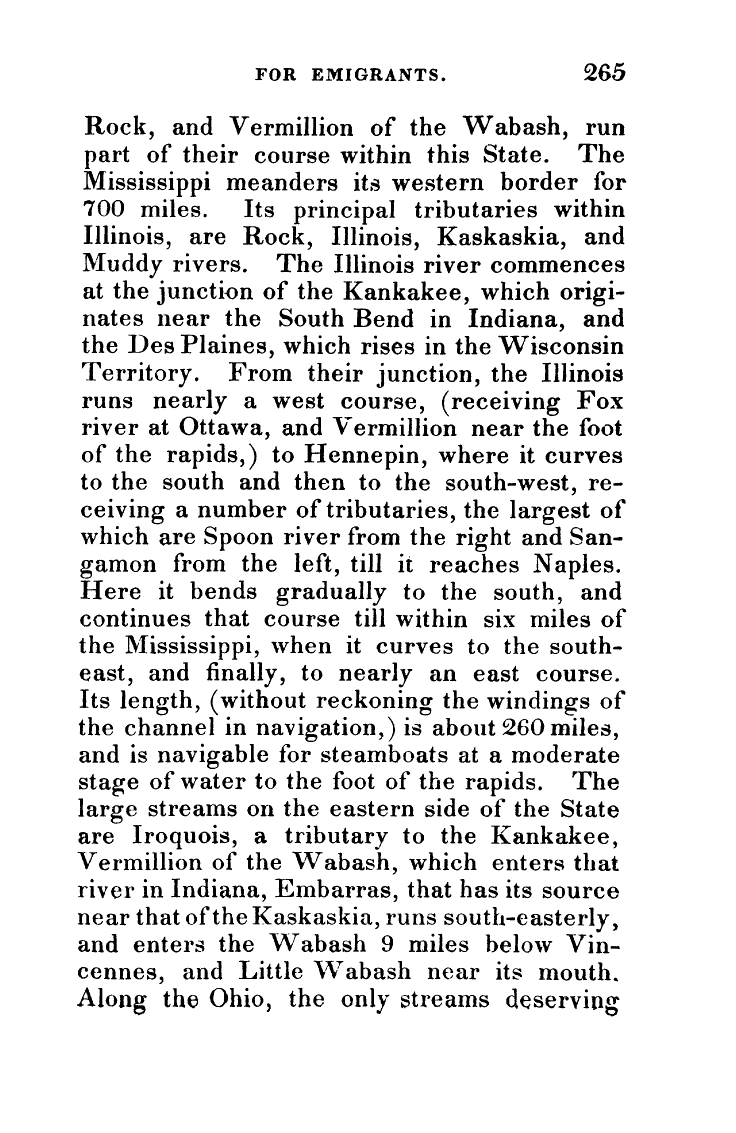 FOR EMIGRANTS. 265
Rock, and Vermillion of the Wabash, run
part of their course within this State. The
Mississippi meanders its western border for
700 miles. Its principal tributaries within
Illinois, are Rock, Illinois, Kaskaskia, and
Muddy rivers. The Illinois river commences
at the junction of the Kankakee, which origi-
nates near the South Bend in Indiana, and
the Des Plaines, which rises in the Wisconsin
Territory. From their junction, the Illinois
runs nearly a west course, (receiving Fox
river at Ottawa, and Vermillion near the foot
of the rapids,) to Hennepin, where it curves
to the south and then to the south-west, re-
ceiving a number of tributaries, the largest of
which are Spoon river from the right and San-
gamon from the left, till it reaches Naples.
Here it bends gradually to the south, and
continues that course till within six miles of
the Mississippi, when it curves to the south-
east, and finally, to nearly an east course.
Its length, (without reckoning the windings of
the channel in navigation,) is about 260 miles,
and is navigable for steamboats at a moderate
stage of water to the foot of the rapids. The
large streams on the eastern side of the State
are Iroquois, a tributary to the Kankakee,
Vermillion of the Wabash, which enters that
river in Indiana, Embarras, that has its source
near that of the Kaskaskia, runs south-easterly,
and enters the Wabash 9 miles below Vin-
cennes, and Little Wabash near its mouth.
Along the Ohio, the only streams deserving